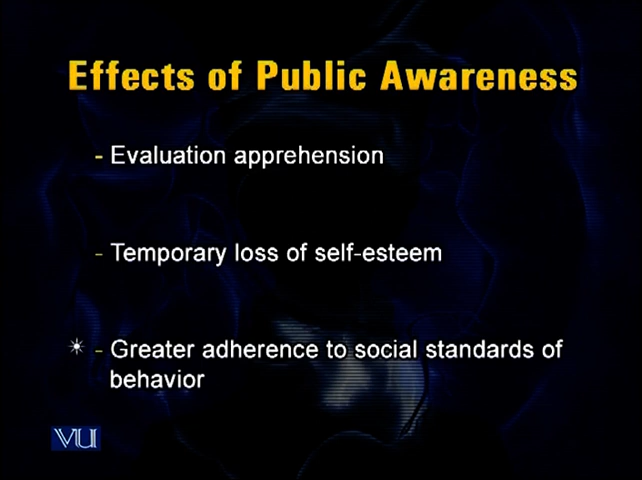 Effects of Public Awareness
- Evaluation apprehension
- Temporary loss of self-esteem
- Greater adherence to social standards of
behavior
VU